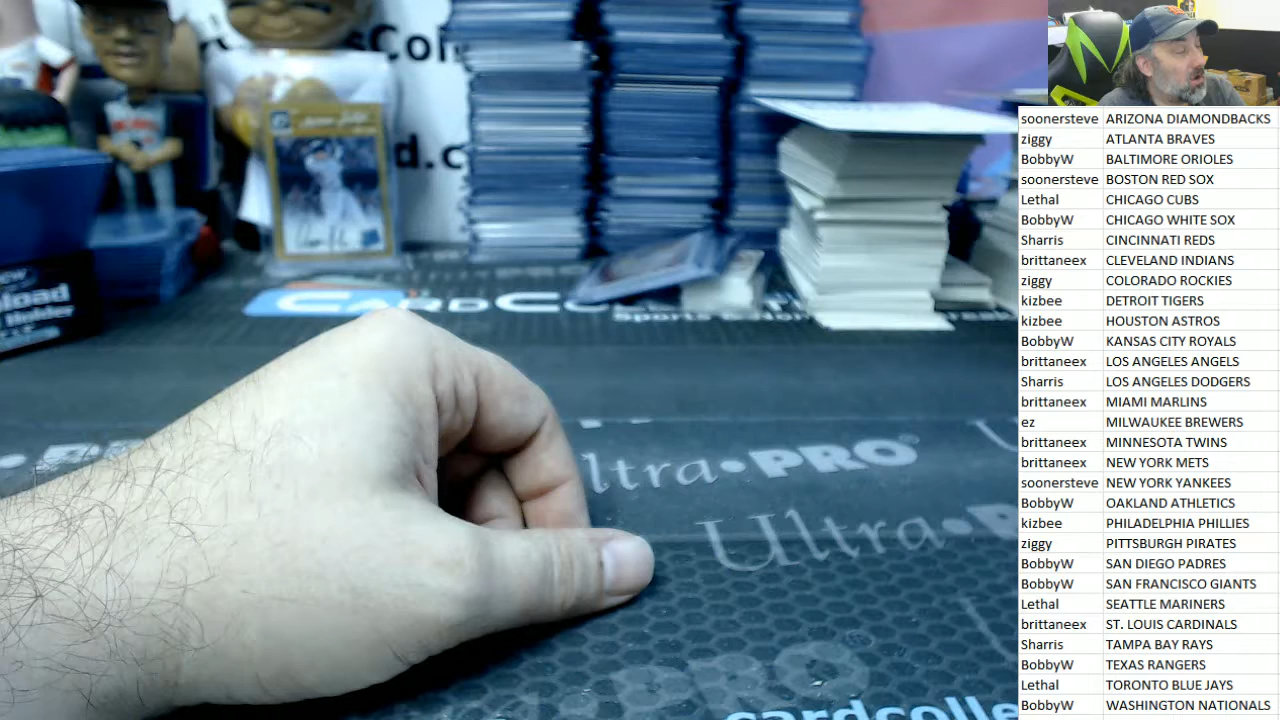 sColl
d.c
CARDCO
Ultra•PRO
Ultra•P
PRO
cardcolle
soonersteve ARIZONA DIAMONDBACKS
ziggy ATLANTA BRAVES
BobbyW BALTIMORE ORIOLES
soonersteve BOSTON RED SOX
Lethal CHICAGO CUBS
BobbyW CHICAGO WHITE SOX
Sharris CINCINNATI REDS
brittaneex CLEVELAND INDIANS
ziggy COLORADO ROCKIES
kizbee DETROIT TIGERS
kizbee HOUSTON ASTROS
BobbyW KANSAS CITY ROYALS
brittaneex LOS ANGELES ANGELS
Sharris LOS ANGELES DODGERS
brittaneex MIAMI MARLINS
ez MILWAUKEE BREWERS
brittaneex MINNESOTA TWINS
brittaneex NEW YORK METS
soonersteve NEW YORK YANKEES
BobbyW OAKLAND ATHLETICS
kizbee PHILADELPHIA PHILLIES
ziggy PITTSBURGH PIRATES
BobbyW SAN DIEGO PADRES
BobbyW SAN FRANCISCO GIANTS
Lethal SEATTLE MARINERS
brittaneex ST. LOUIS CARDINALS
Sharris TAMPA BAY RAYS
BobbyW TEXAS RANGERS
Lethal TORONTO BLUE JAYS
BobbyW WASHINGTON NATIONALS